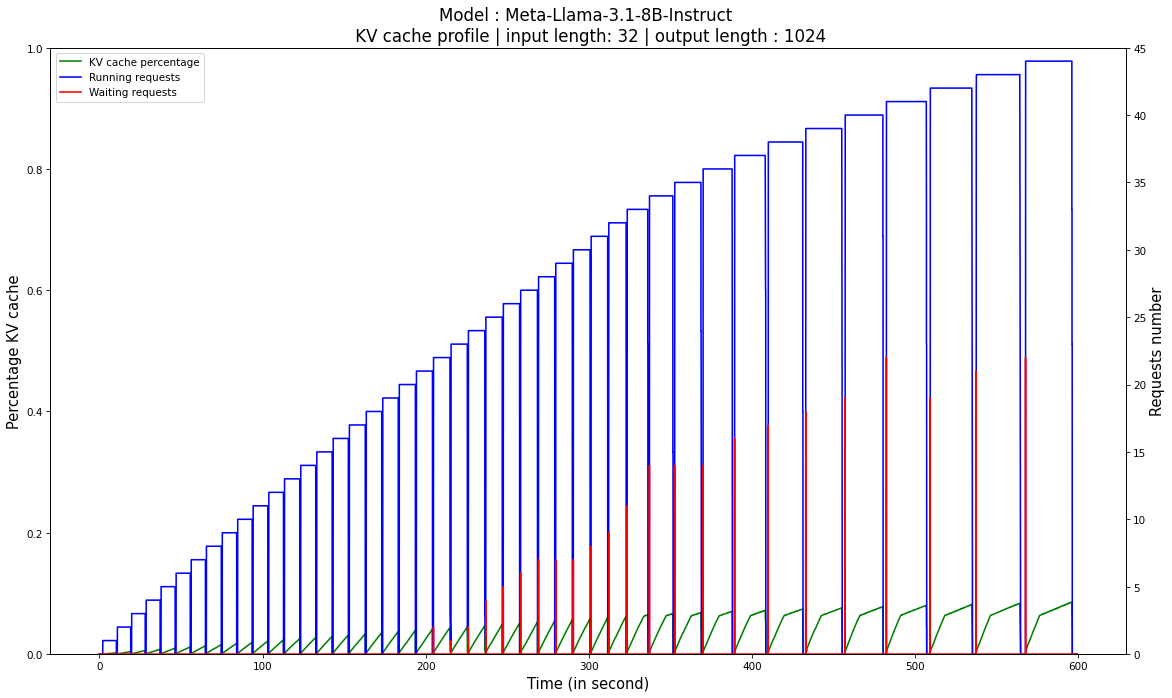 Model : Meta-Llama-3.1-8B-Instruct
KV cache profile | input length: 32 | output length : 1024
KV cache percentage
Running requests
Waiting requests
Percentage KV cache
1.0
0.8
0.6
0.4
0.2
0.0
45
40
35
30
25
20
15
10
5
0
Requests number
0 100 200 300 400 500 600
Time (in second)